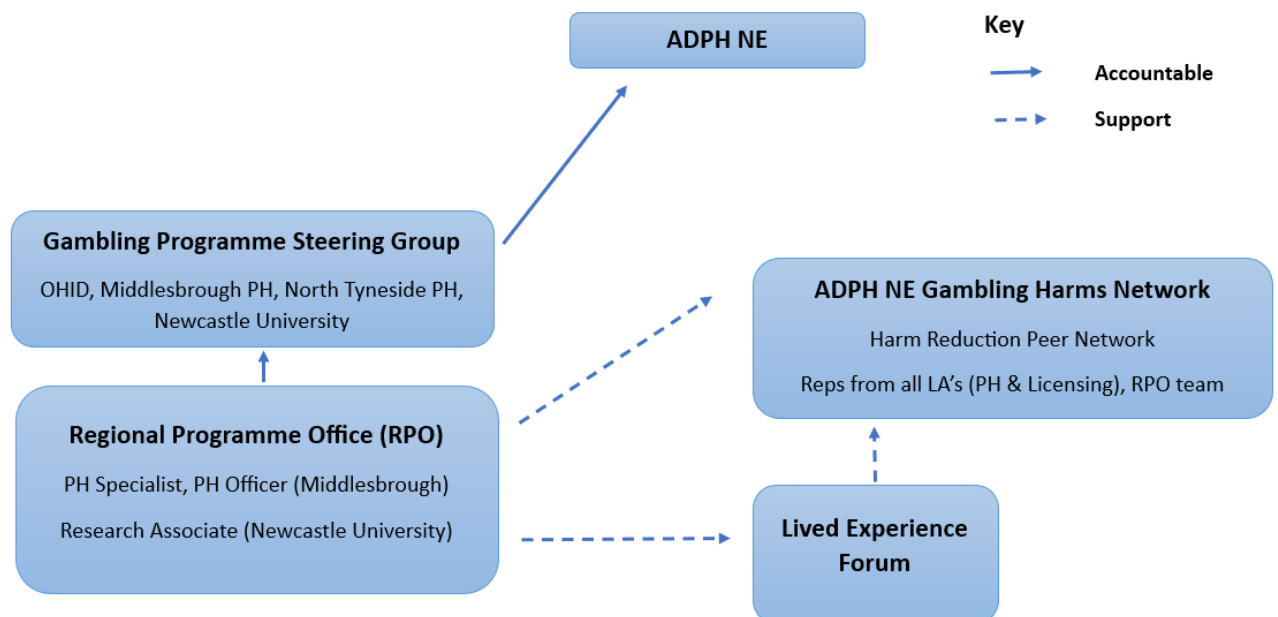 ADPH NE
Key
Accountable
Support
Gambling Programme Steering Group
OHID, Middlesbrough PH, North Tyneside PH,
Newcastle University
ADPH NE Gambling Harms Network
Harm Reduction Peer Network
Reps from all LA's (PH & Licensing), RPO team
Regional Programme Office (RPO)
PH Specialist, PH Officer (Middlesbrough)
Research Associate (Newcastle University)
Lived Experience
Forum